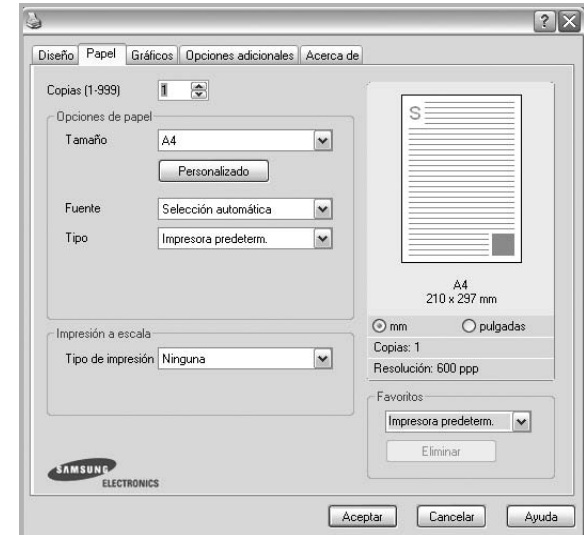 Diseño Papel Gráficos Opciones adicionales Acerca de
Copias (1-999) 1
Opciones de papel
Tamaño A4
Personalizado
Fuente Selección automática
Tipo Impresora predeterm.
Impresión a escala
Tipo de impresión Ninguna
SAMSUNG
ELECTRONICS
S
A4
210 x 297 mm
mm pulgadas
Copias: 1
Resolución: 600 ppp
Favoritos
Impresora predeterm.
Eliminar
Aceptar Cancelar Ayuda